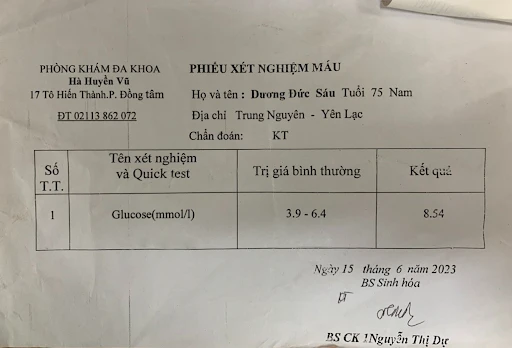 PHÒNG KHÁM ĐA KHOA
Hà Huyền Vũ
17 Tô Hiến Thành.P. Đồng tâm
ĐT 02113 862 072
PHIẾU XÉT NGHIỆM MÁU
Họ và tên : Dương Đức Sáu Tuổi 75 Nam
Địa chỉ Trung Nguyên - Yên Lạc
Chẩn đoán: KT
Số T.T. Tên xét nghiệm và Quick test Trị giá bình thường Kết quả
1 Glucose(mmol/l) 3.9 - 6.4 8.54
Ngày 15 tháng 6 năm 2023
BS Sinh hóa
BS CK 1Nguyễn Thị Dự